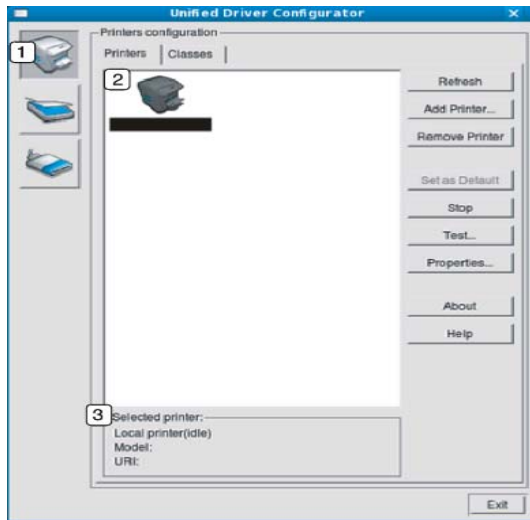 Unified Driver Configurator
1
Printers configuration
Printers
Classes
2
Refresh
Add Printer...
Remove Printer
Set as Default
Stop
Test...
Properties...
About
Help
3
Selected printer:
Local printer(idle)
Model:
URI:
Exit